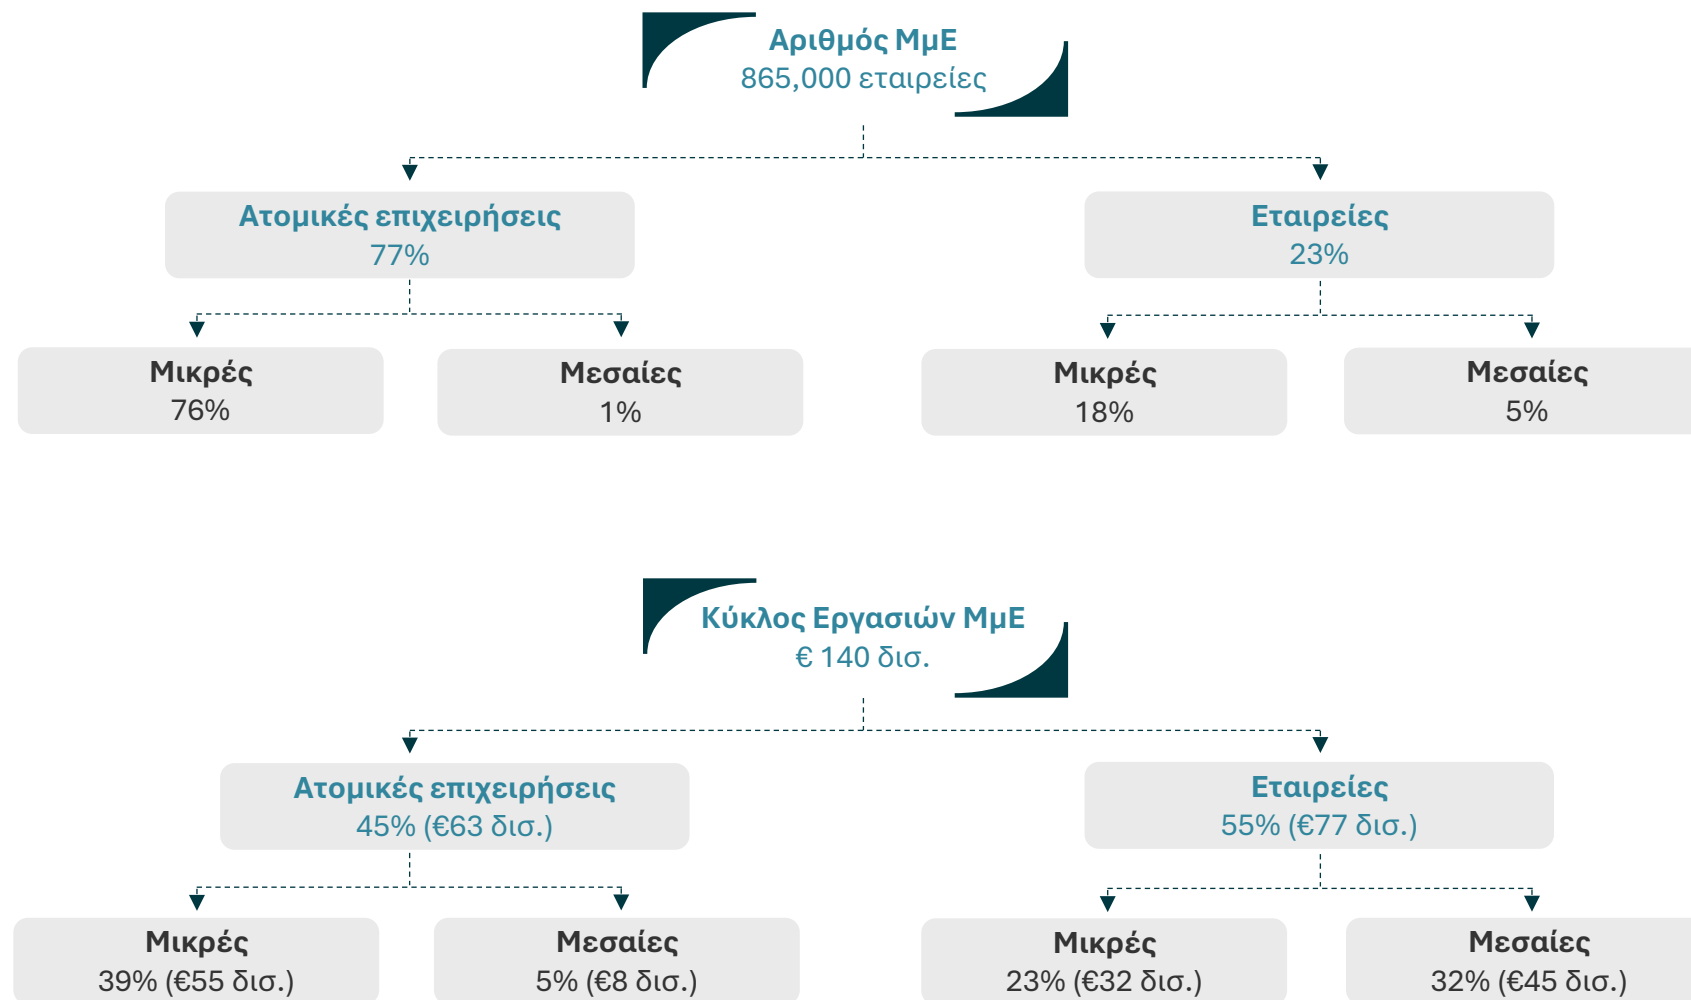 Αριθμός ΜμΕ
865,000 εταιρείες
Ατομικές επιχειρήσεις
77%
Εταιρείες
23%
Μικρές
76%
Μεσαίες
1%
Μικρές
18%
Μεσαίες
5%
Κύκλος Εργασιών ΜμΕ
€ 140 δισ.
Ατομικές επιχειρήσεις
45% (€63 δισ.)
Εταιρείες
55% (€77 δισ.)
Μικρές
39% (€55 δισ.)
Μεσαίες
5% (€8 δισ.)
Μικρές
23% (€32 δισ.)
Μεσαίες
32% (€45 δισ.)